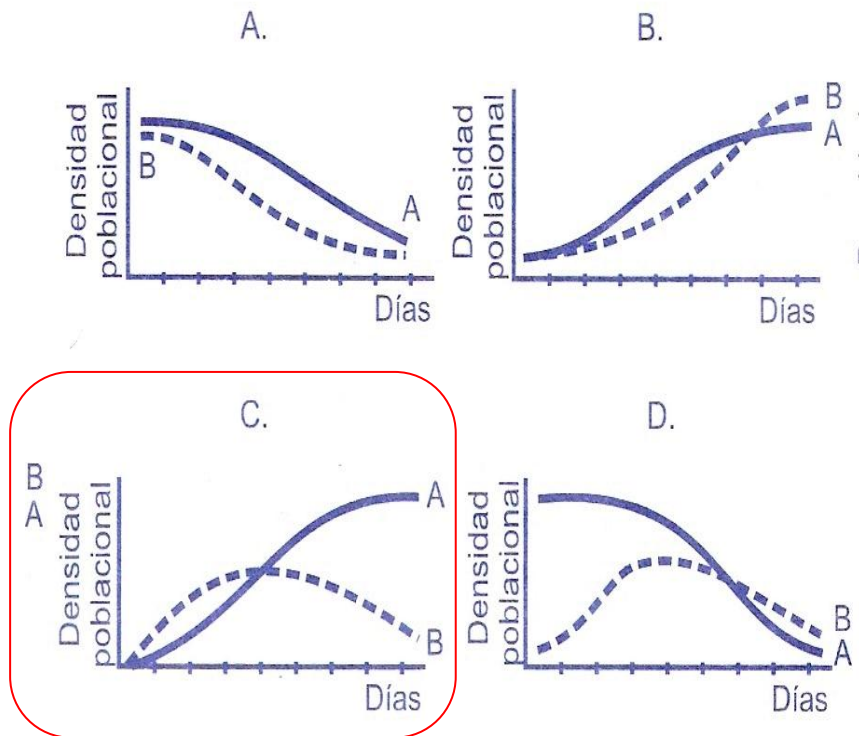 A.
Densidad
poblacional
B
A
Días
B.
Densidad
poblacional
B
A
Días
C.
B
A
Densidad
poblacional
A
B
Días
D.
Densidad
poblacional
B
A
Días